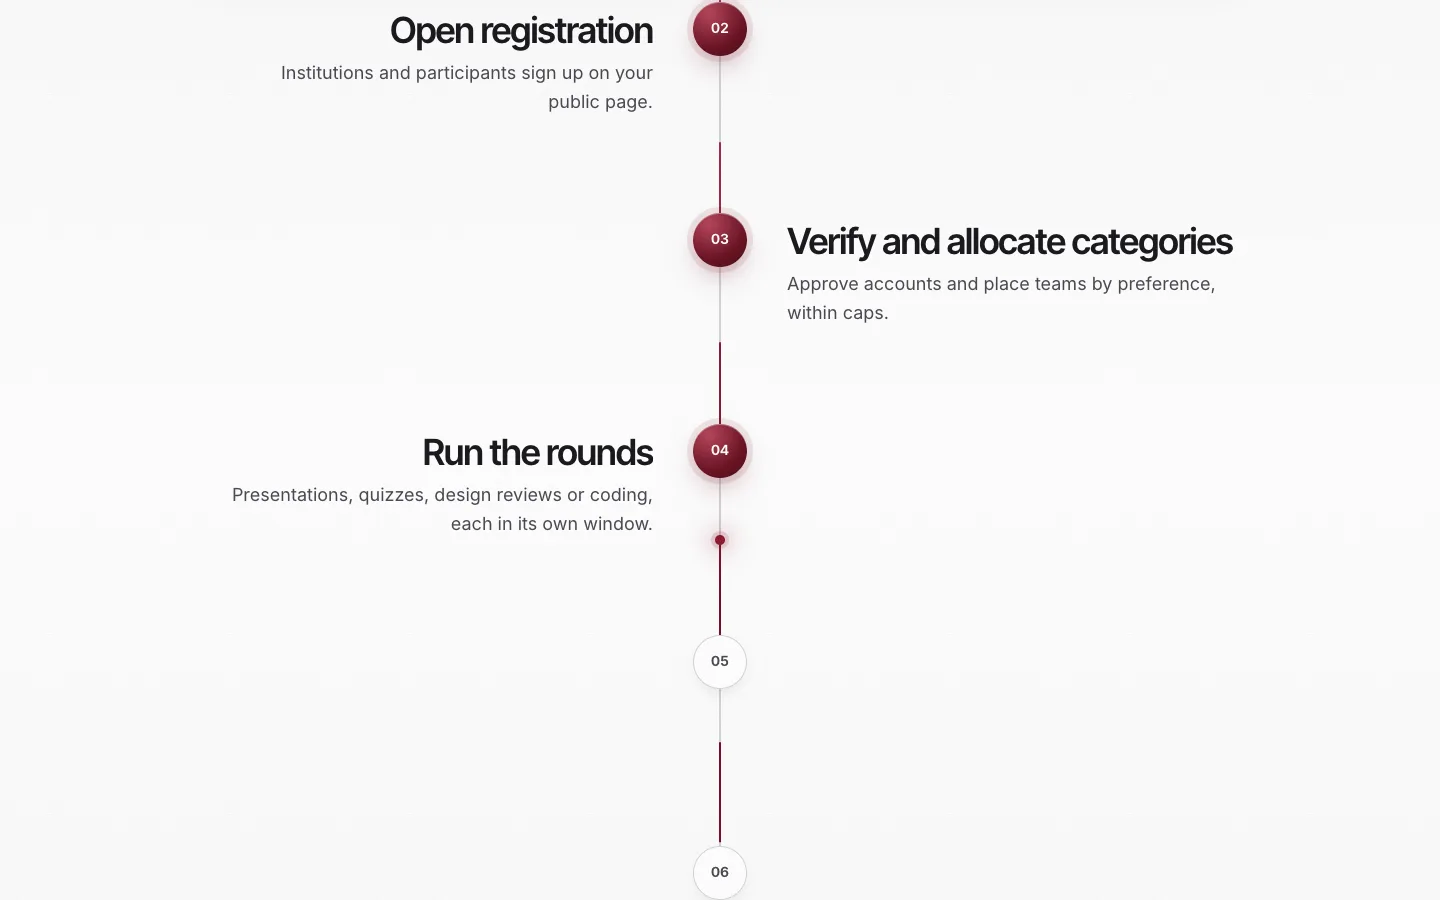 02
Open registration
Institutions and participants sign up on your
public page.
03
Verify and allocate categories
Approve accounts and place teams by preference,
within caps.
04
Run the rounds
Presentations, quizzes, design reviews or coding,
each in its own window.
05
06